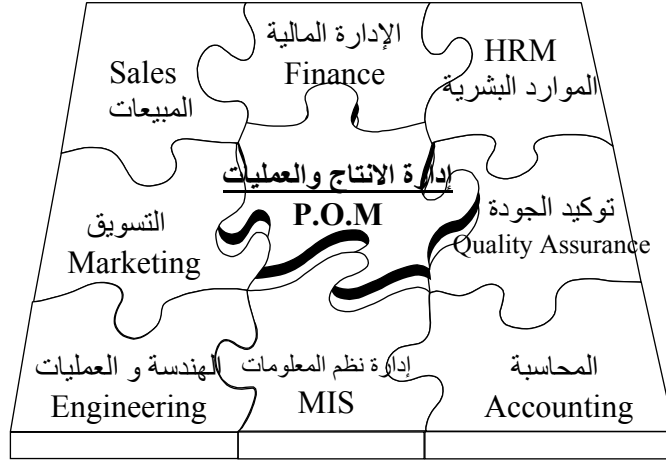 Sales
المبيعات
الإدارة المالية
Finance
HRM
الموارد البشرية
التسويق
Marketing
إدارة الانتاج والعمليات
P.O.M
توكيد الجودة
Quality Assurance
الهندسة و العمليات
Engineering
إدارة نظم المعلومات
MIS
المحاسبة
Accounting